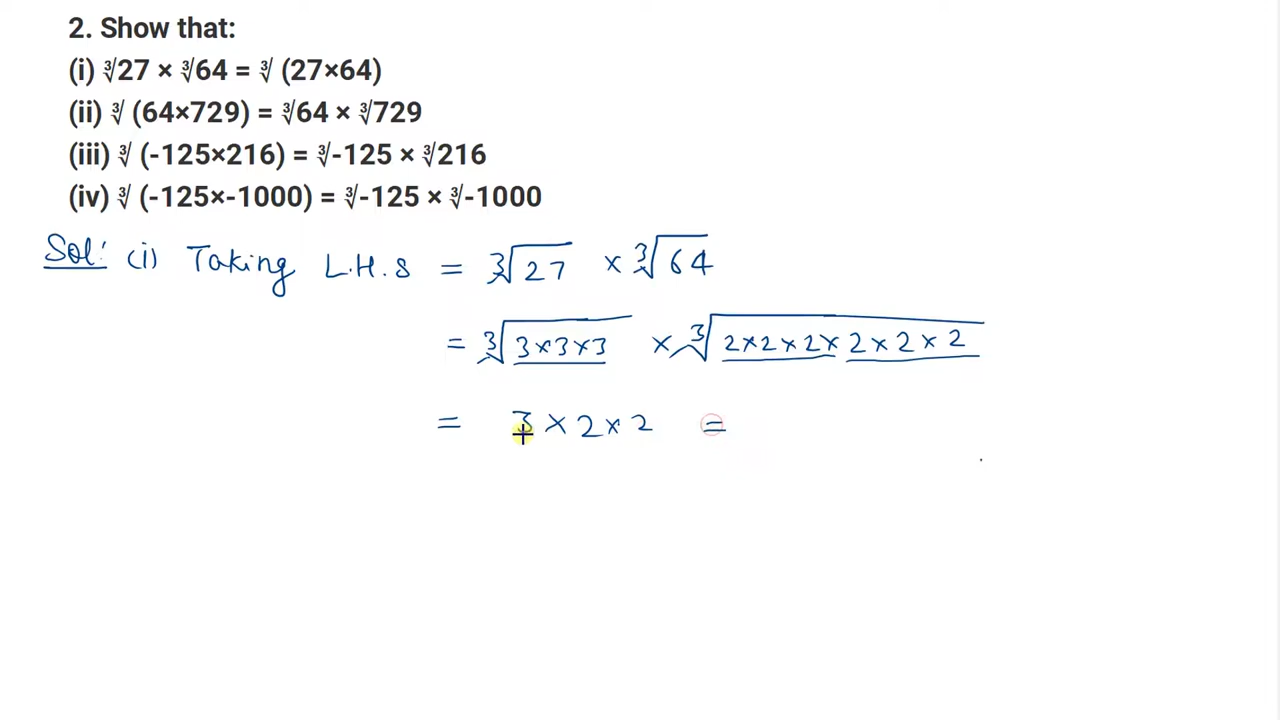 2. Show that:
(i) ∛27 × ∛64 = ∛ (27×64)
(ii) ∛ (64×729) = ∛64 × ∛729
(iii) ∛ (-125×216) = ∛-125 × ∛216
(iv) ∛ (-125×-1000) = ∛-125 × ∛-1000
Sol: (i) Taking L.H.S = ∛27 × ∛64
= ∛3×3×3 × ∛2×2×2×2×2×2
= 3 × 2 × 2 =